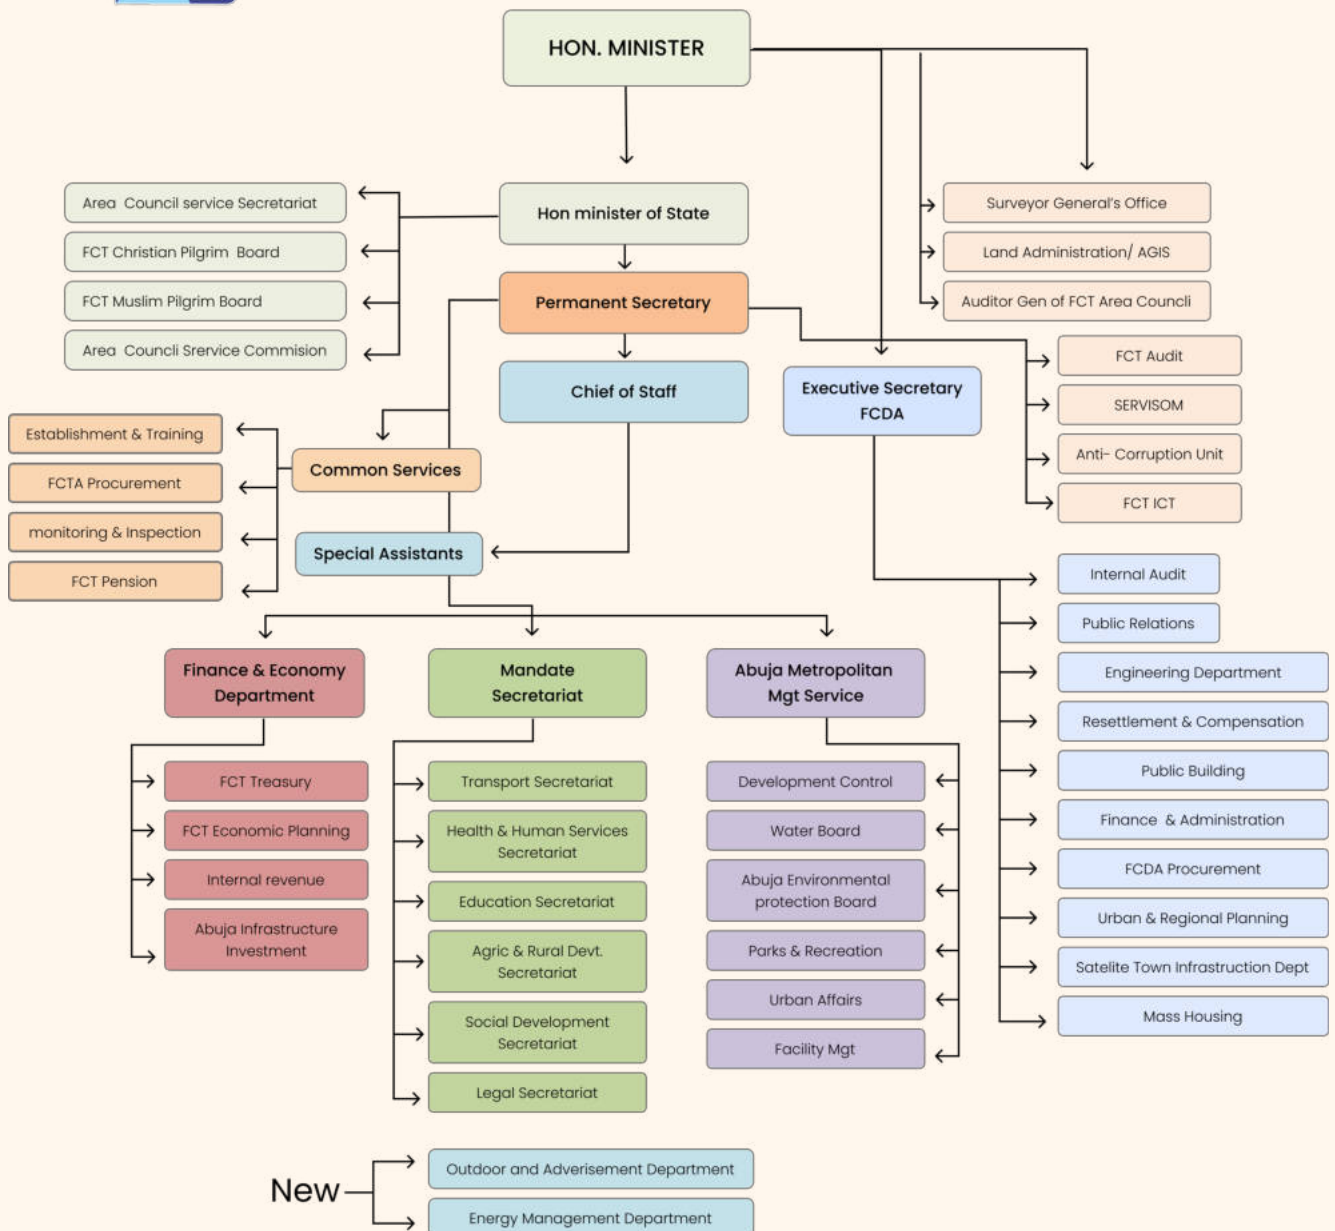 HON. MINISTER
Hon minister of State
Permanent Secretary
Chief of Staff
Executive Secretary
FCDA
Area Council service Secretariat
FCT Christian Pilgrim Board
FCT Muslim Pilgrim Board
Area Councli Srervice Commision
Surveyor General's Office
Land Administration/ AGIS
Auditor Gen of FCT Area Councli
FCT Audit
SERVISOM
Anti- Corruption Unit
FCT ICT
Establishment & Training
FCTA Procurement
monitoring & Inspection
FCT Pension
Common Services
Special Assistants
Finance & Economy
Department
FCT Treasury
FCT Economic Planning
Internal revenue
Abuja Infrastructure
Investment
Mandate
Secretariat
Transport Secretariat
Health & Human Services
Secretariat
Education Secretariat
Agric & Rural Devt.
Secretariat
Social Development
Secretariat
Legal Secretariat
Abuja Metropolitan
Mgt Service
Development Control
Water Board
Abuja Environmental
protection Board
Parks & Recreation
Urban Affairs
Facility Mgt
Internal Audit
Public Relations
Engineering Department
Resettlement & Compensation
Public Building
Finance & Administration
FCDA Procurement
Urban & Regional Planning
Satelite Town Infrastruction Dept
Mass Housing
New
Outdoor and Adverisement Department
Energy Management Department